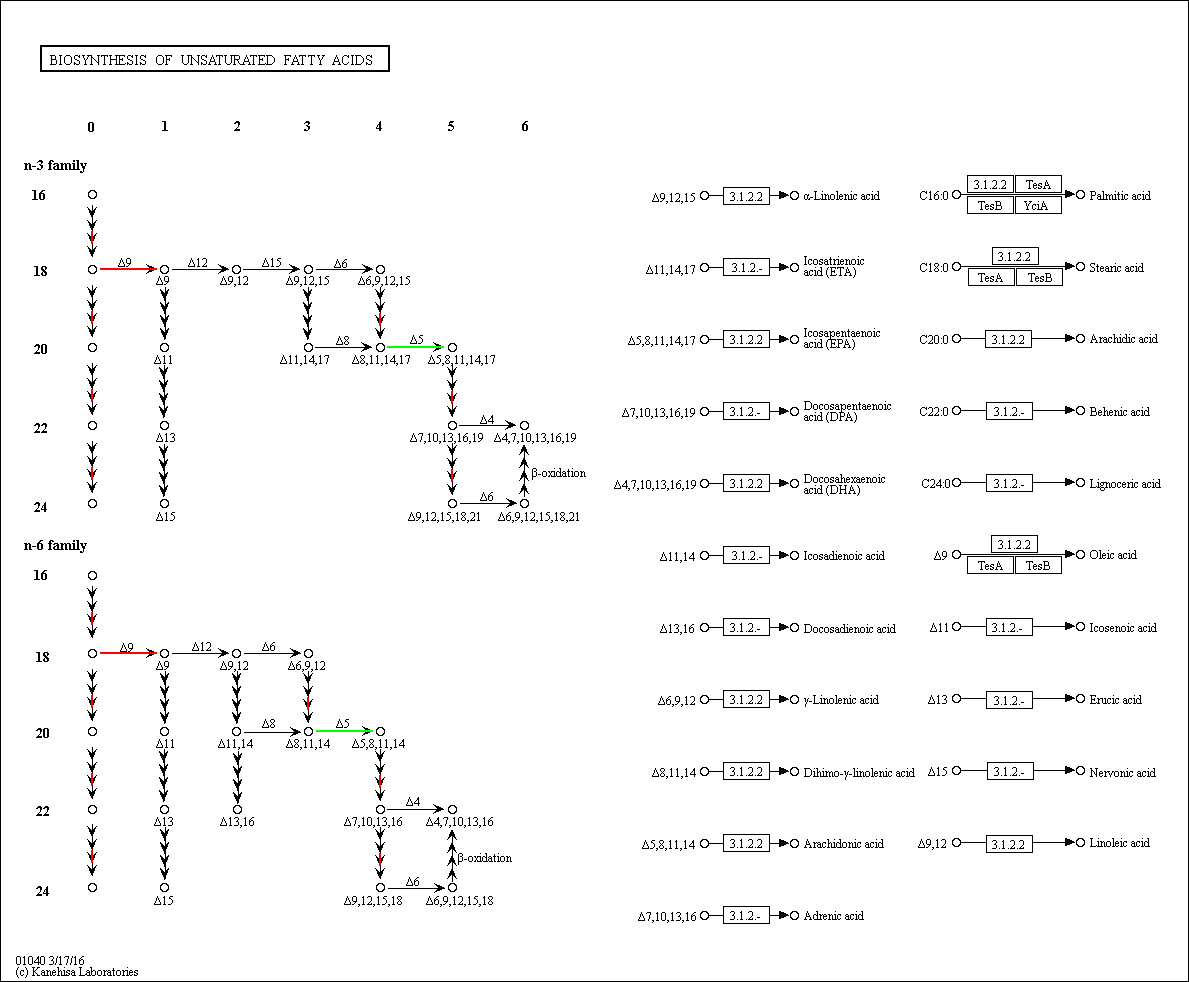 BIOSYNTHESIS OF UNSATURATED FATTY ACIDS
0 1 2 3 4 5 6
n-3 family
16
18
Δ9 Δ12 Δ15 Δ6
Δ9 Δ9,12 Δ9,12,15 Δ6,9,12,15
20
Δ8 Δ5
Δ11 Δ11,14,17 Δ8,11,14,17 Δ5,8,11,14,17
22
Δ4
Δ13 Δ7,10,13,16,19 Δ4,7,10,13,16,19
β-oxidation
24
Δ6
Δ15 Δ9,12,15,18,21 Δ6,9,12,15,18,21
n-6 family
16
18
Δ9 Δ12 Δ6
Δ9 Δ9,12 Δ6,9,12
20
Δ8 Δ5
Δ11 Δ11,14 Δ8,11,14 Δ5,8,11,14
22
Δ4
Δ13 Δ13,16 Δ7,10,13,16 Δ4,7,10,13,16
β-oxidation
24
Δ6
Δ15 Δ9,12,15,18 Δ6,9,12,15,18
Δ9,12,15 3.1.2.2 α-Linolenic acid
Δ11,14,17 3.1.2.- Icosatrienoic
acid (ETA)
Δ5,8,11,14,17 3.1.2.2 Icosapentaenoic
acid (EPA)
Δ7,10,13,16,19 3.1.2.- Docosapentaenoic
acid (DPA)
Δ4,7,10,13,16,19 3.1.2.2 Docosahexaenoic
acid (DHA)
Δ11,14 3.1.2.- Icosadienoic acid
Δ13,16 3.1.2.- Docosadienoic acid
Δ6,9,12 3.1.2.2 γ-Linolenic acid
Δ8,11,14 3.1.2.2 Dihimo-γ-linolenic acid
Δ5,8,11,14 3.1.2.2 Arachidonic acid
Δ7,10,13,16 3.1.2.- Adrenic acid
3.1.2.2 TesA
C16:0 Palmitic acid
TesB YciA
3.1.2.2
C18:0 Stearic acid
TesA TesB
C20:0 3.1.2.2 Arachidic acid
C22:0 3.1.2.- Behenic acid
C24:0 3.1.2.- Lignoceric acid
3.1.2.2
Δ9 Oleic acid
TesA TesB
Δ11 3.1.2.- Icosenoic acid
Δ13 3.1.2.- Erucic acid
Δ15 3.1.2.- Nervonic acid
Δ9,12 3.1.2.2 Linoleic acid
01040 3/17/16
(c) Kanehisa Laboratories